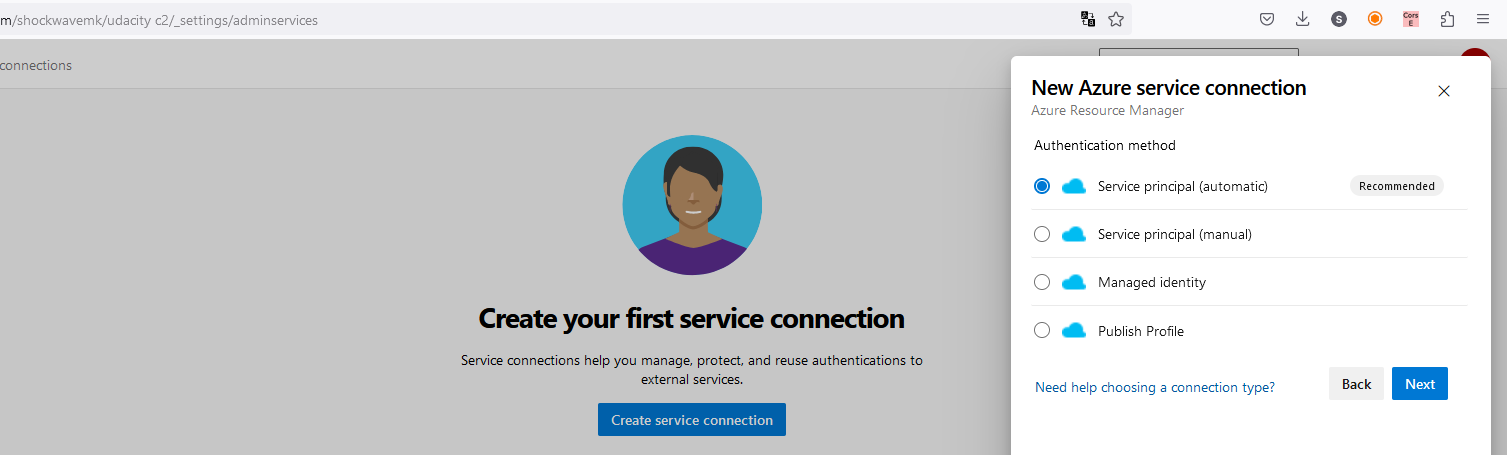 m/shockwavemk/udacity c2/_settings/adminservices
S
Cors
E
connections
New Azure service connection
Azure Resource Manager
Authentication method
Service principal (automatic)
Recommended
Service principal (manual)
Managed identity
Publish Profile
Need help choosing a connection type?
Back
Next
Create your first service connection
Service connections help you manage, protect, and reuse authentications to
external services.
Create service connection